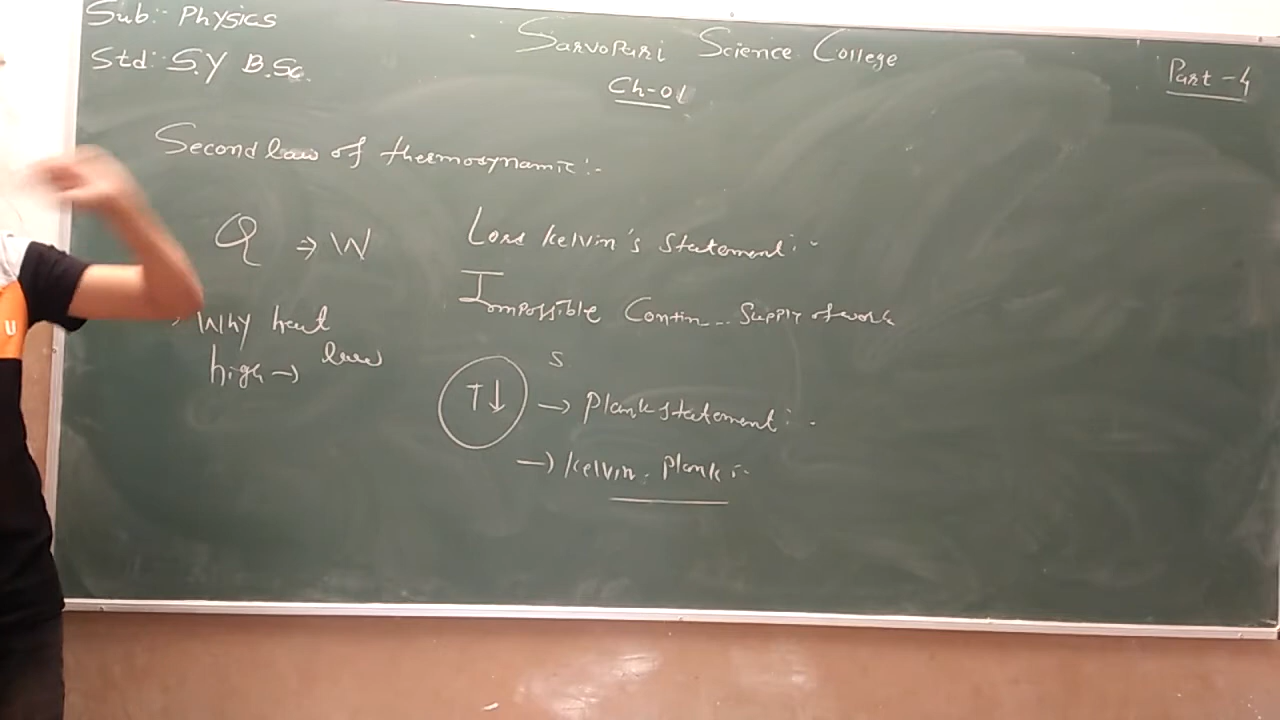 Sub:- Physics
Std:- S.Y B.Sc.
Sarvopari Science College
Ch-01
Part-4
Second law of thermodynamic:-
Q → W
Why heat
high → low
Lord Kelvin's Statement:-
Impossible Contin... Supply of work
S
T↓
→ Plank statement:-
→ Kelvin. Plank:-
U